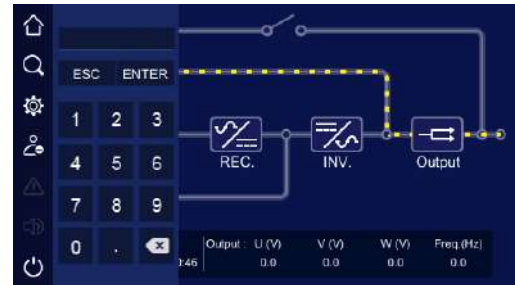 ESC ENTER
1 2 3
4 5 6
7 8 9
0 .
REC. INV. Output
:46 Output : U (V) V (V) W (V) Freq.(Hz)
0.0 0.0 0.0 0.0